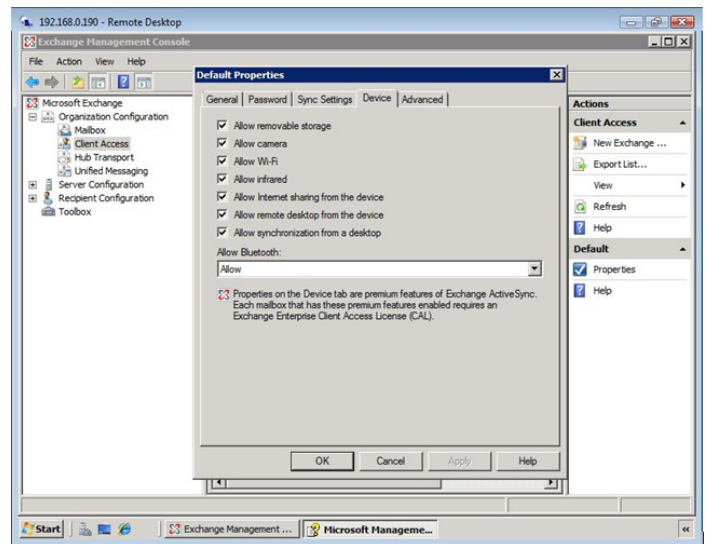 192.168.0.190 - Remote Desktop
Exchange Management Console
File Action View Help
Microsoft Exchange
Organization Configuration
Mailbox
Client Access
Hub Transport
Unified Messaging
Server Configuration
Recipient Configuration
Toolbox
Default Properties
General Password Sync Settings Device Advanced
Allow removable storage
Allow camera
Allow Wi-Fi
Allow infrared
Allow Internet sharing from the device
Allow remote desktop from the device
Allow synchronization from a desktop
Allow Bluetooth:
Allow
Properties on the Device tab are premium features of Exchange ActiveSync.
Each mailbox that has these premium features enabled requires an
Exchange Enterprise Client Access License (CAL).
OK Cancel Apply Help
Actions
Client Access
New Exchange ...
Export List...
View
Refresh
Help
Default
Properties
Help
Start Exchange Management ... Microsoft Manageme...